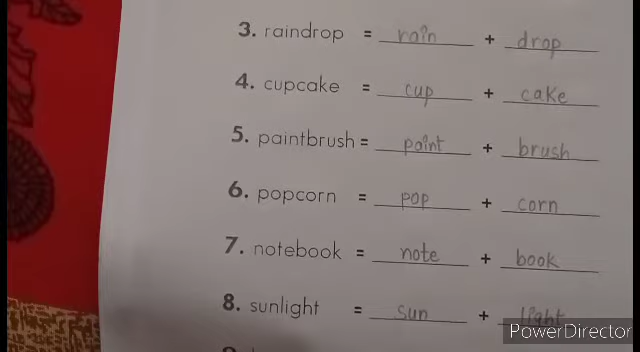 3. raindrop = rain + drop
4. cupcake = cup + cake
5. paintbrush = paint + brush
6. popcorn = pop + corn
7. notebook = note + book
8. sunlight = sun + light
PowerDirector